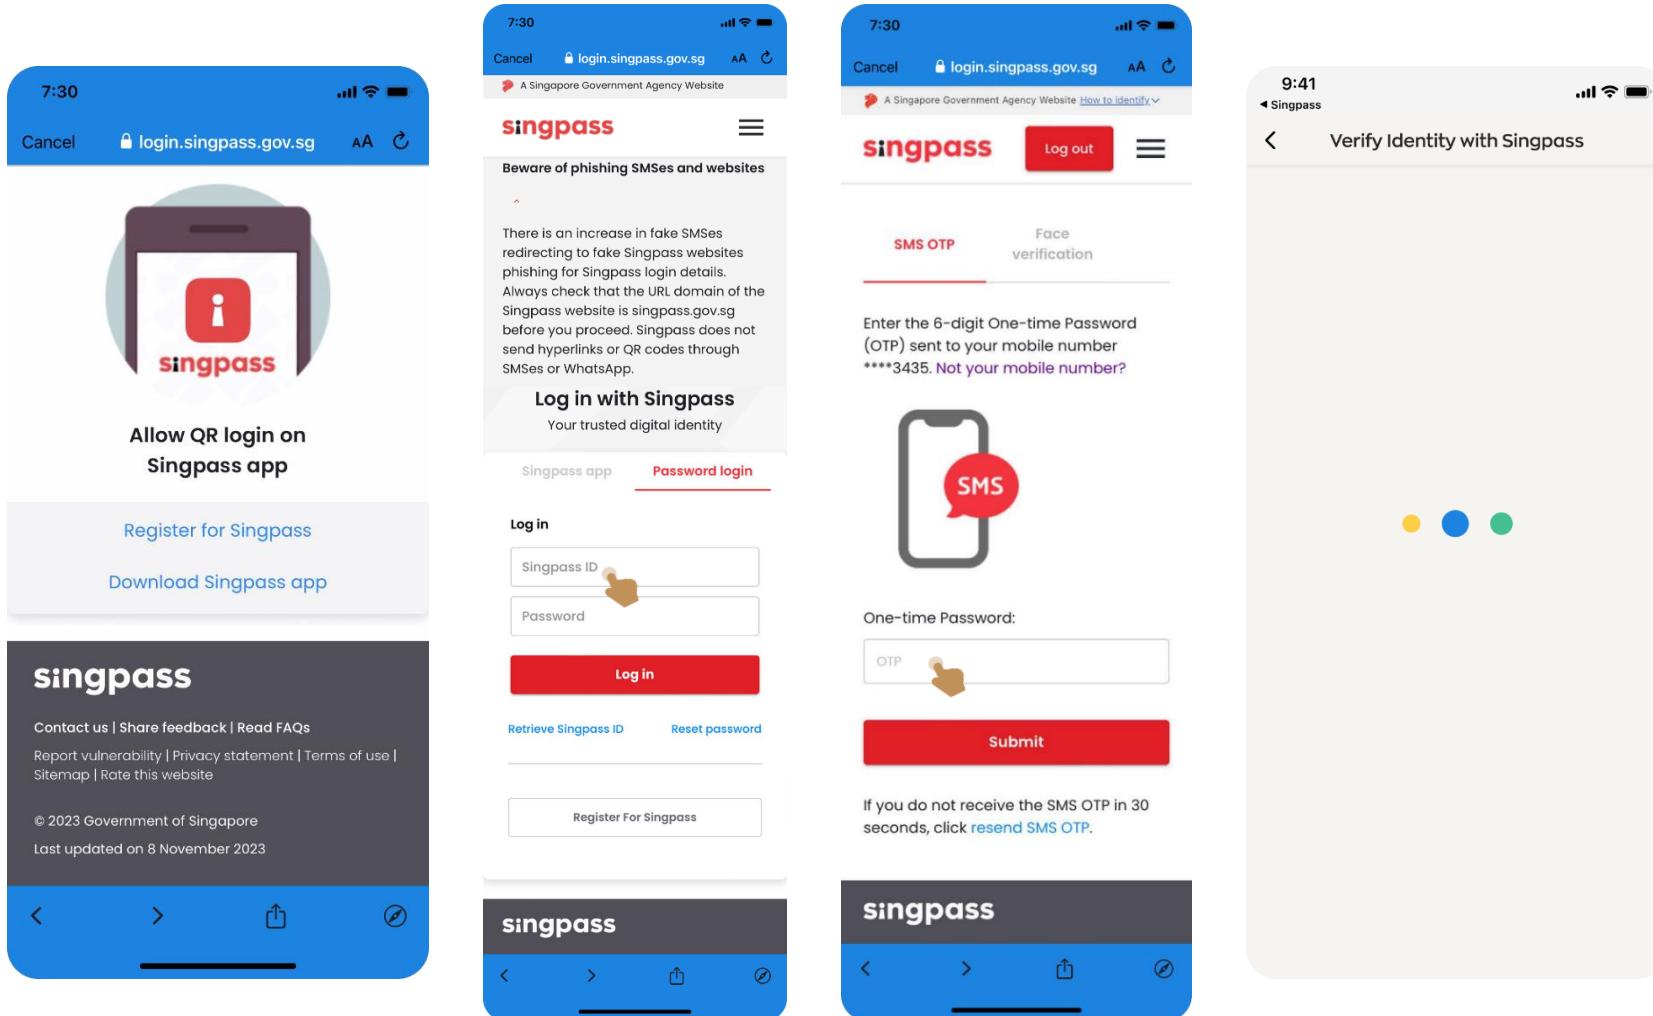 7:30
Cancel
login.singpass.gov.sg
AA
singpass
Allow QR login on
Singpass app
Register for Singpass
Download Singpass app
singpass
Contact us | Share feedback | Read FAQs
Report vulnerability | Privacy statement | Terms of use |
Sitemap | Rate this website
© 2023 Government of Singapore
Last updated on 8 November 2023
7:30
Cancel
login.singpass.gov.sg
AA
A Singapore Government Agency Website
singpass
Beware of phishing SMSes and websites
There is an increase in fake SMSes
redirecting to fake Singpass websites
phishing for Singpass login details.
Always check that the URL domain of the
Singpass website is singpass.gov.sg
before you proceed. Singpass does not
send hyperlinks or QR codes through
SMSes or WhatsApp.
Log in with Singpass
Your trusted digital identity
Singpass app
Password login
Log in
Singpass ID
Password
Log in
Retrieve Singpass ID
Reset password
Register For Singpass
singpass
7:30
Cancel
login.singpass.gov.sg
AA
A Singapore Government Agency Website How to identify
singpass
Log out
SMS OTP
Face
verification
Enter the 6-digit One-time Password
(OTP) sent to your mobile number
****3435. Not your mobile number?
SMS
One-time Password:
OTP
Submit
If you do not receive the SMS OTP in 30
seconds, click resend SMS OTP.
singpass
9:41
Singpass
Verify Identity with Singpass